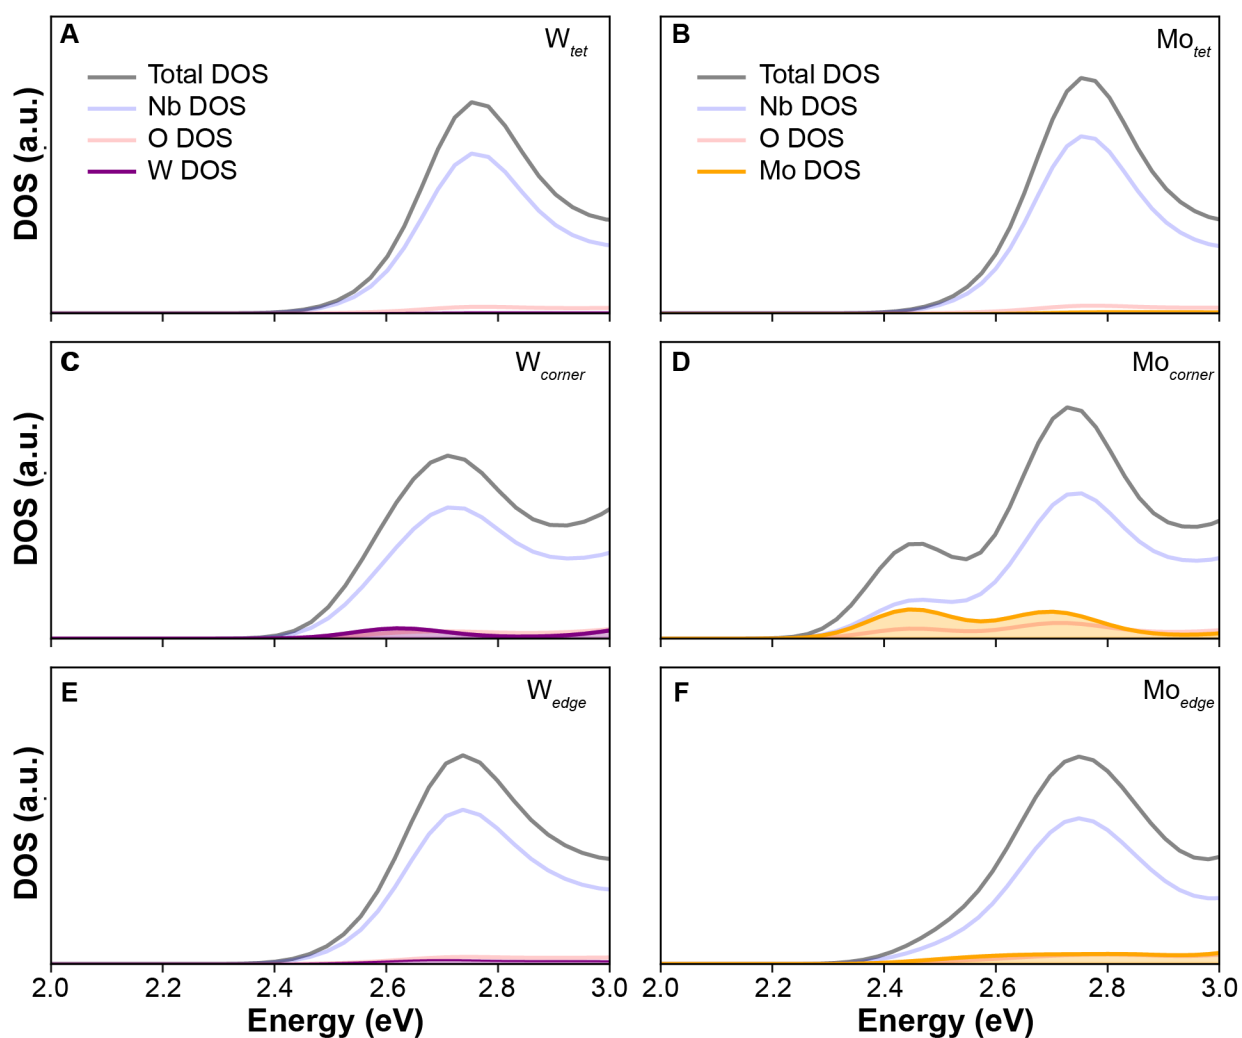 A
W tet
Total DOS
Nb DOS
O DOS
W DOS
DOS (a.u.)
B
Mo tet
Total DOS
Nb DOS
O DOS
Mo DOS
C
W corner
DOS (a.u.)
D
Mo corner
E
W edge
DOS (a.u.)
2.0 2.2 2.4 2.6 2.8 3.0
Energy (eV)
F
Mo edge
2.0 2.2 2.4 2.6 2.8 3.0
Energy (eV)